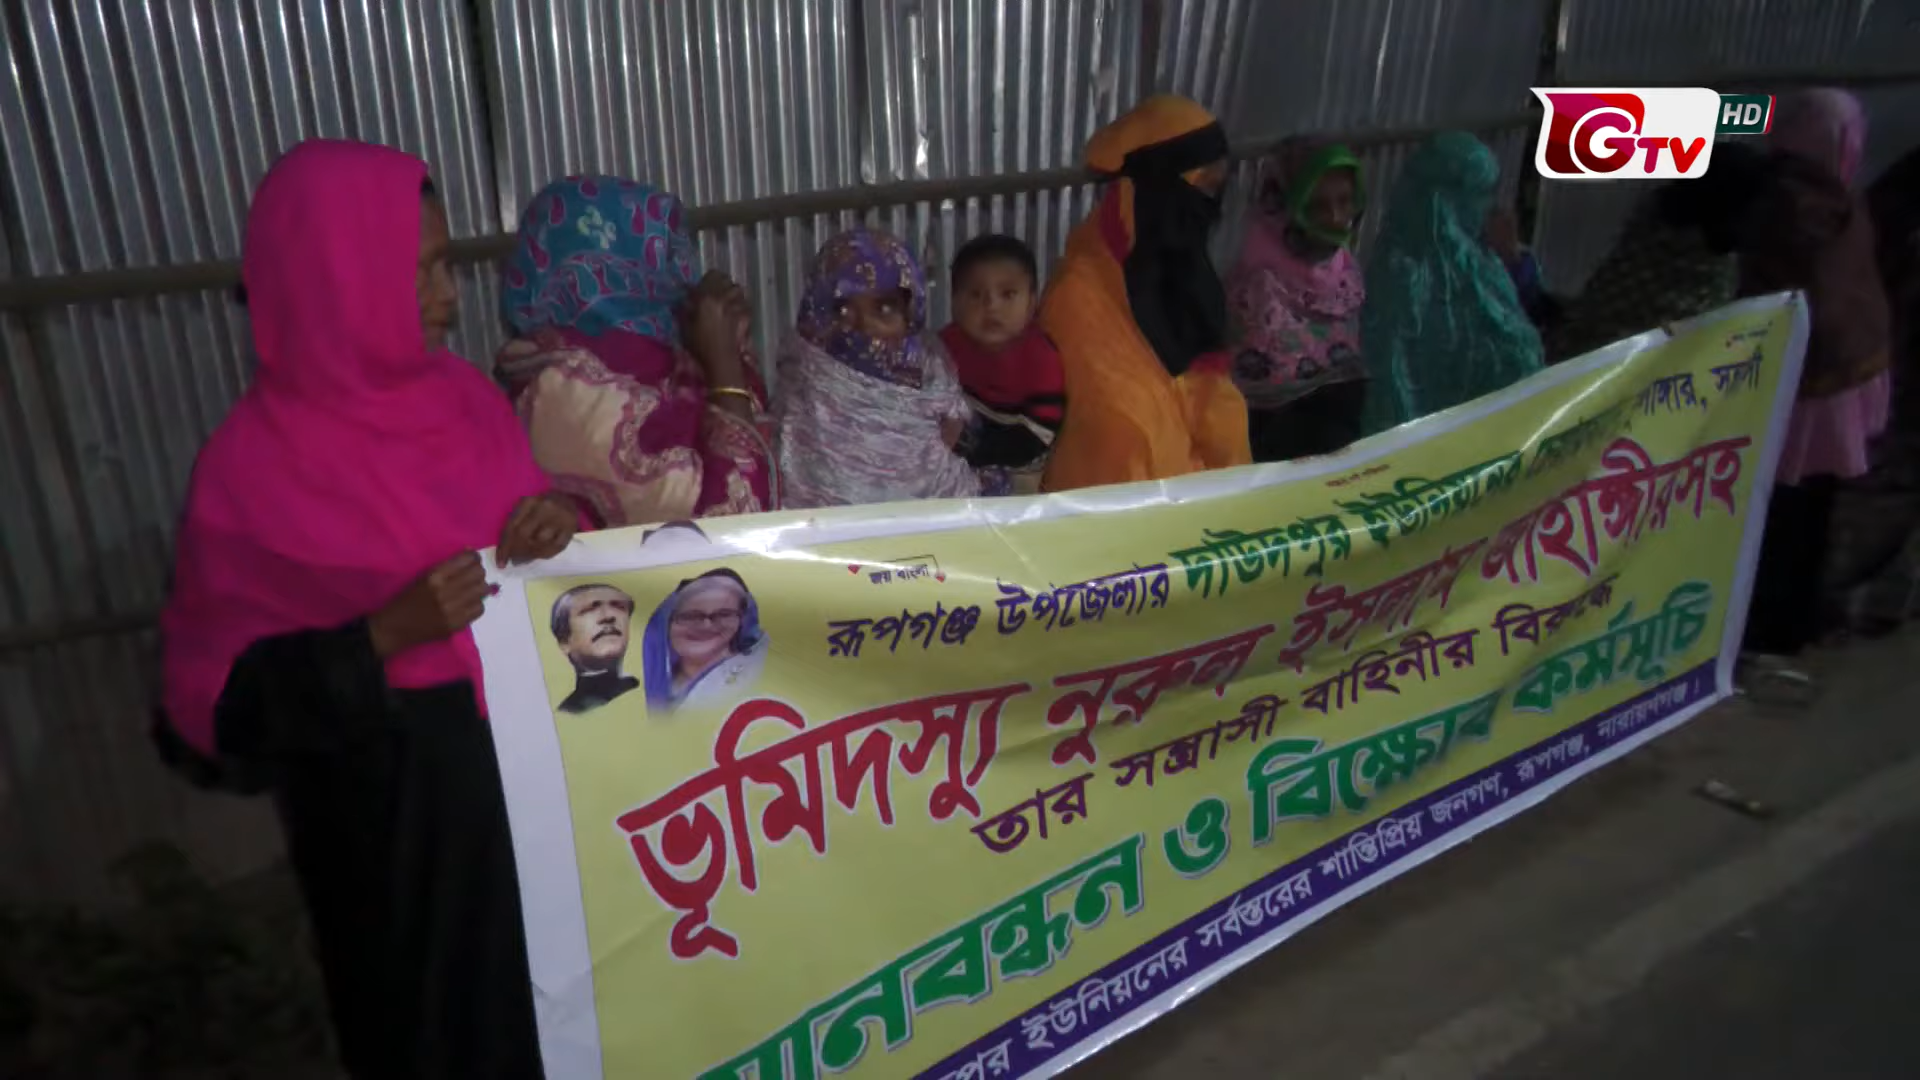 GTV HD
জয় বাংলা
রূপগঞ্জ উপজেলার দাউদপুর ইউনিয়নের
ভূমিদস্যু নুরুল ইসলাম জাহাঙ্গীরসহ
তার সন্ত্রাসী বাহিনীর বিরুদ্ধে
মানববন্ধন ও বিক্ষোভ কর্মসূচি
ইউনিয়নের সর্বস্তরের শান্তিপ্রিয় জনগণ, রূপগঞ্জ, নারায়ণগঞ্জ।